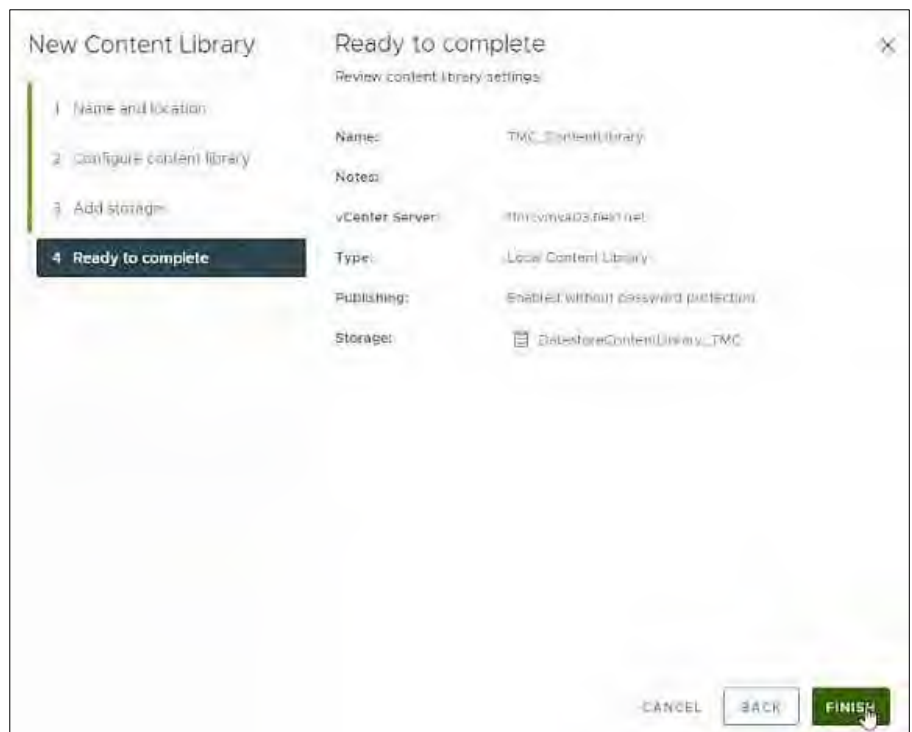 New Content Library
1 Name and location
2 Configure content library
3 Add storage
4 Ready to complete
Ready to complete
Review content library settings.
Name: TMC_ContentLibrary
Notes:
vCenter Server:
Type: Local Content Library
Publishing: Enabled without password protection
Storage: DatastoreContentLibrary_TMC
CANCEL
BACK
FINISH